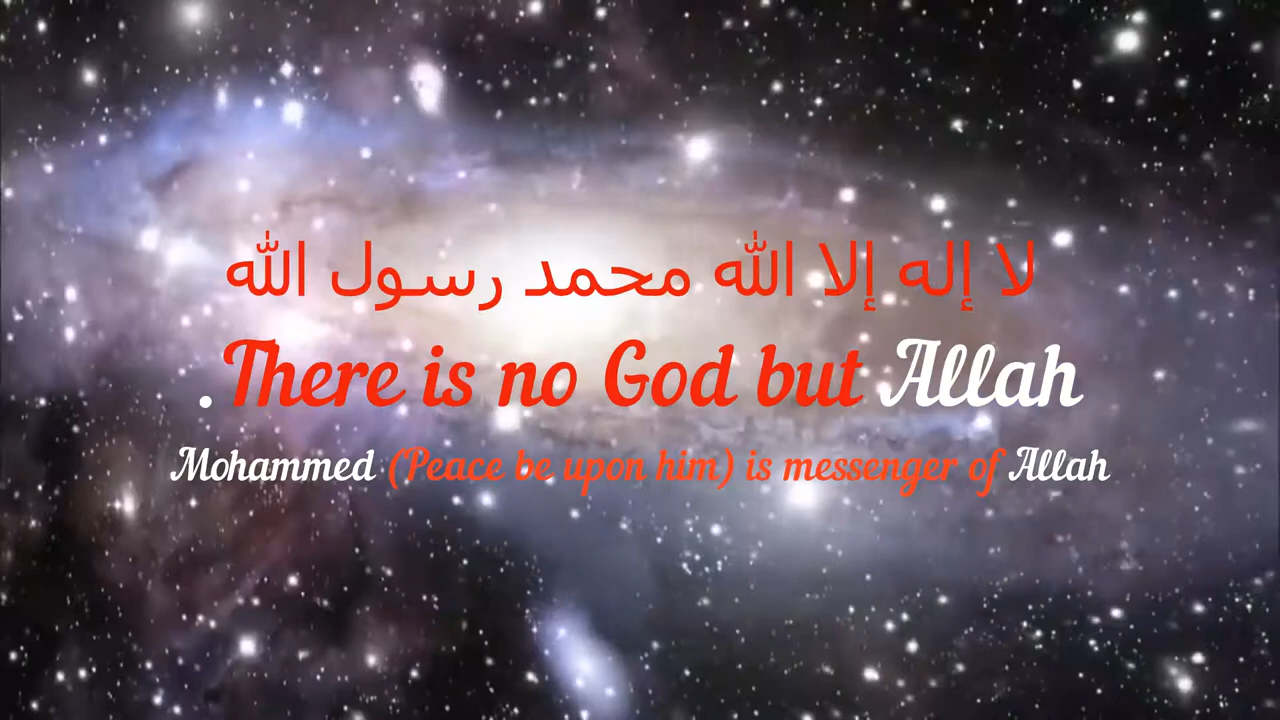 لا إله إلا الله محمد رسول الله
.There is no God but Allah
Mohammed (Peace be upon him) is messenger of Allah